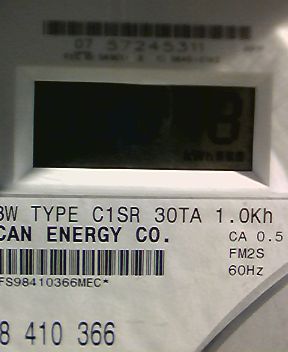 07 57245311
8
kWh
3W TYPE C1SR 30TA 1.0Kh
CAN ENERGY CO.
CA 0.5
FM2S
60Hz
FS98410366MEC*
8 410 366